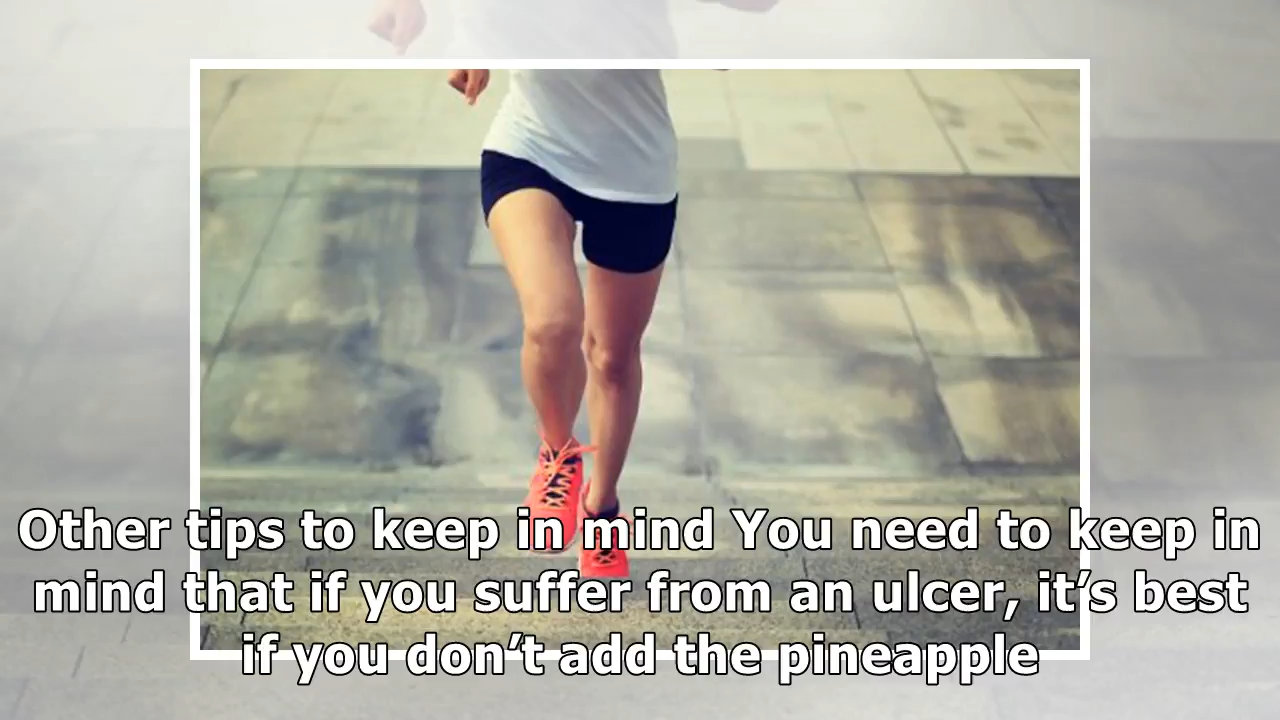 Other tips to keep in mind You need to keep in
mind that if you suffer from an ulcer, it’s best
if you don’t add the pineapple